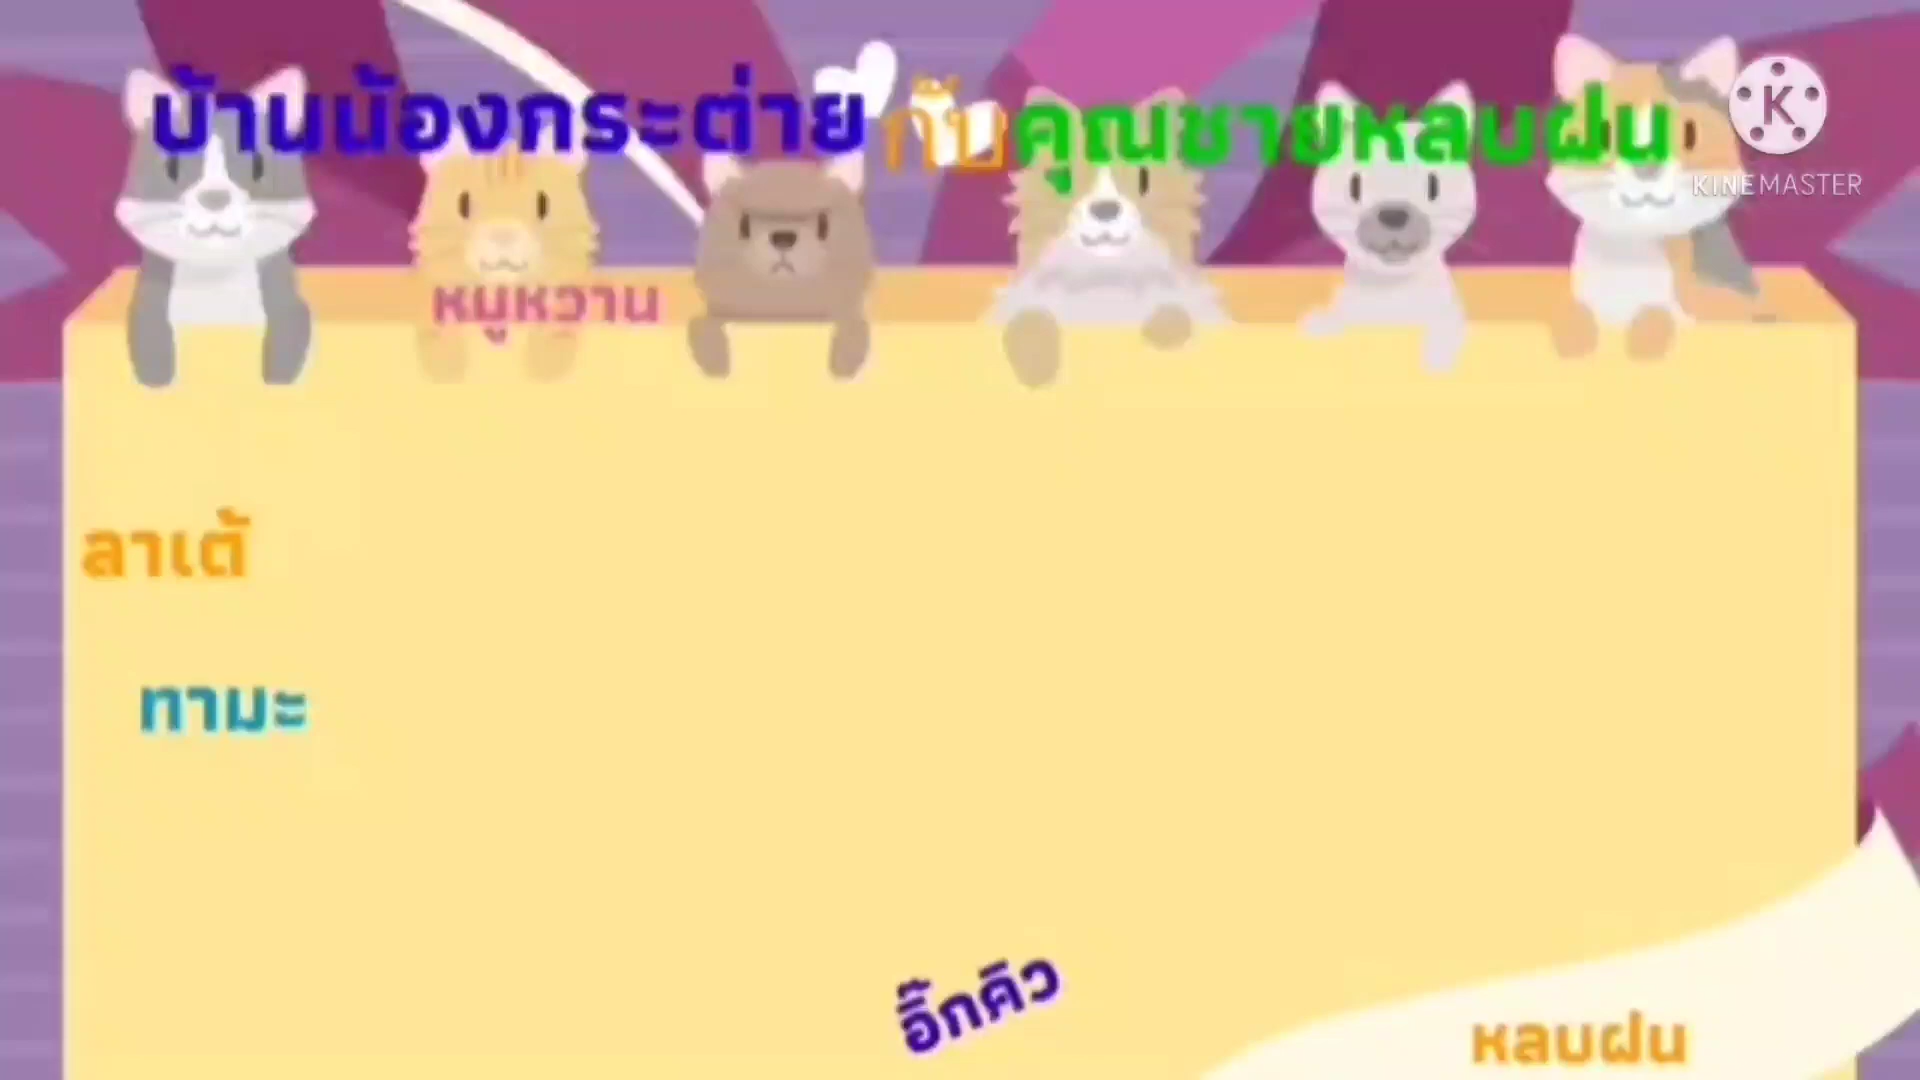 บ้านน้องกระต่าย กับ คุณชายหลบฝน
KINEMASTER
หมูหวาน
ลาเต้
ทามะ
อิ๊กคิว
หลบฝน